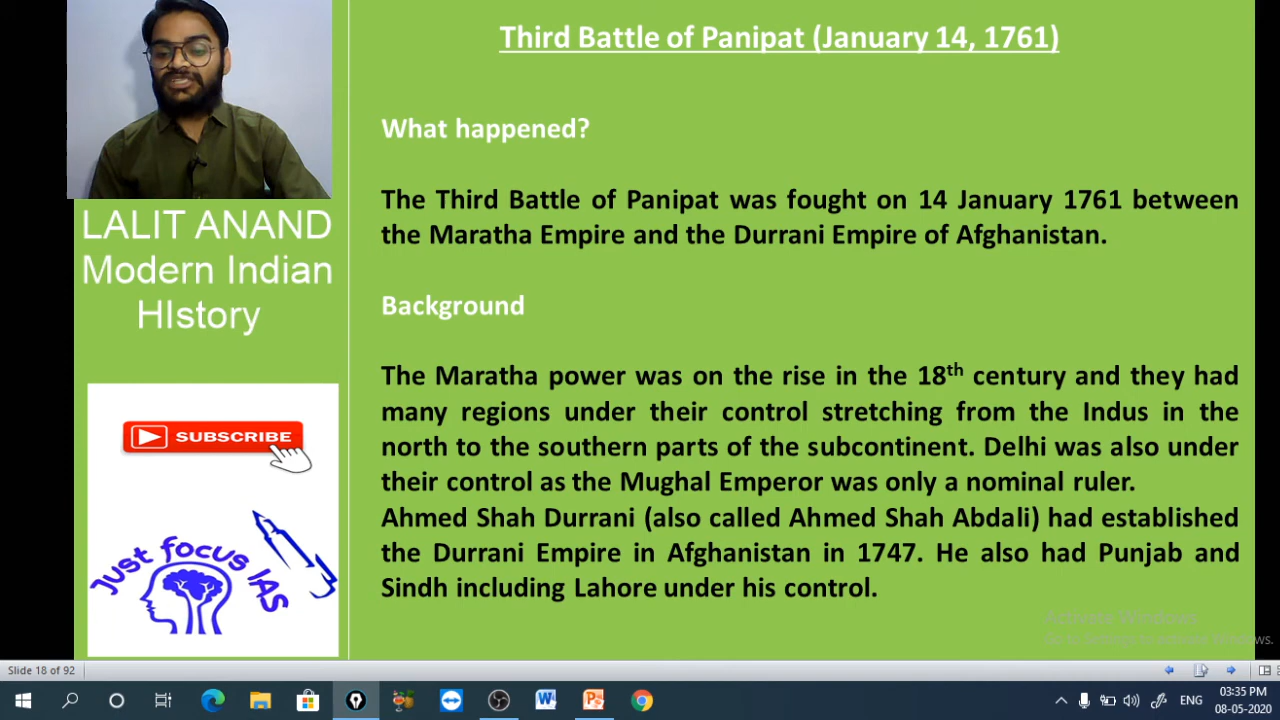 Third Battle of Panipat (January 14, 1761)
What happened?
The Third Battle of Panipat was fought on 14 January 1761 between
the Maratha Empire and the Durrani Empire of Afghanistan.
Background
The Maratha power was on the rise in the 18th century and they had
many regions under their control stretching from the Indus in the
north to the southern parts of the subcontinent. Delhi was also under
their control as the Mughal Emperor was only a nominal ruler.
Ahmed Shah Durrani (also called Ahmed Shah Abdali) had established
the Durrani Empire in Afghanistan in 1747. He also had Punjab and
Sindh including Lahore under his control.
LALIT ANAND
Modern Indian
HIstory
SUBSCRIBE
Just focus IAS
Activate Windows
Go to Settings to activate Windows.
Slide 18 of 92
ENG
03:35 PM
08-05-2020